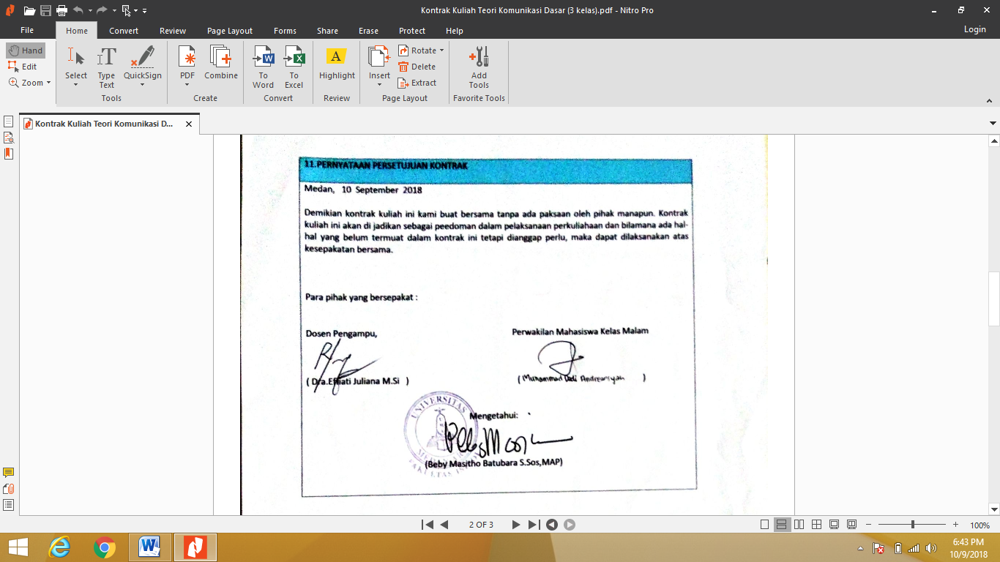 Kontrak Kuliah Teori Komunikasi Dasar (3 kelas).pdf - Nitro Pro
File Home Convert Review Page Layout Forms Share Erase Protect Help Login
Hand
Edit
Zoom
Select
Type Text
QuickSign
Tools
PDF
Combine
Create
To Word
To Excel
Convert
Highlight
Review
Insert
Rotate
Delete
Extract
Page Layout
Add Tools
Favorite Tools
Kontrak Kuliah Teori Komunikasi D...
11.PERNYATAAN PERSETUJUAN KONTRAK
Medan, 10 September 2018
Demikian kontrak kuliah ini kami buat bersama tanpa ada paksaan oleh pihak manapun. Kontrak
kuliah ini akan di jadikan sebagai peedoman dalam pelaksanaan perkuliahaan dan bilamana ada hal-
hal yang belum termuat dalam kontrak ini tetapi dianggap perlu, maka dapat dilaksanakan atas
kesepakatan bersama.
Para pihak yang bersepakat :
Dosen Pengampu,
Perwakilan Mahasiswa Kelas Malam
( Dra.Effiati Juliana M.Si )
( Muhammad Dedi Andreansyah )
UNIVERSITAS
FAKULTAS
Mengetahui:
(Beby Masitho Batubara S.Sos,MAP)
2 OF 3
100%
6:43 PM
10/9/2018